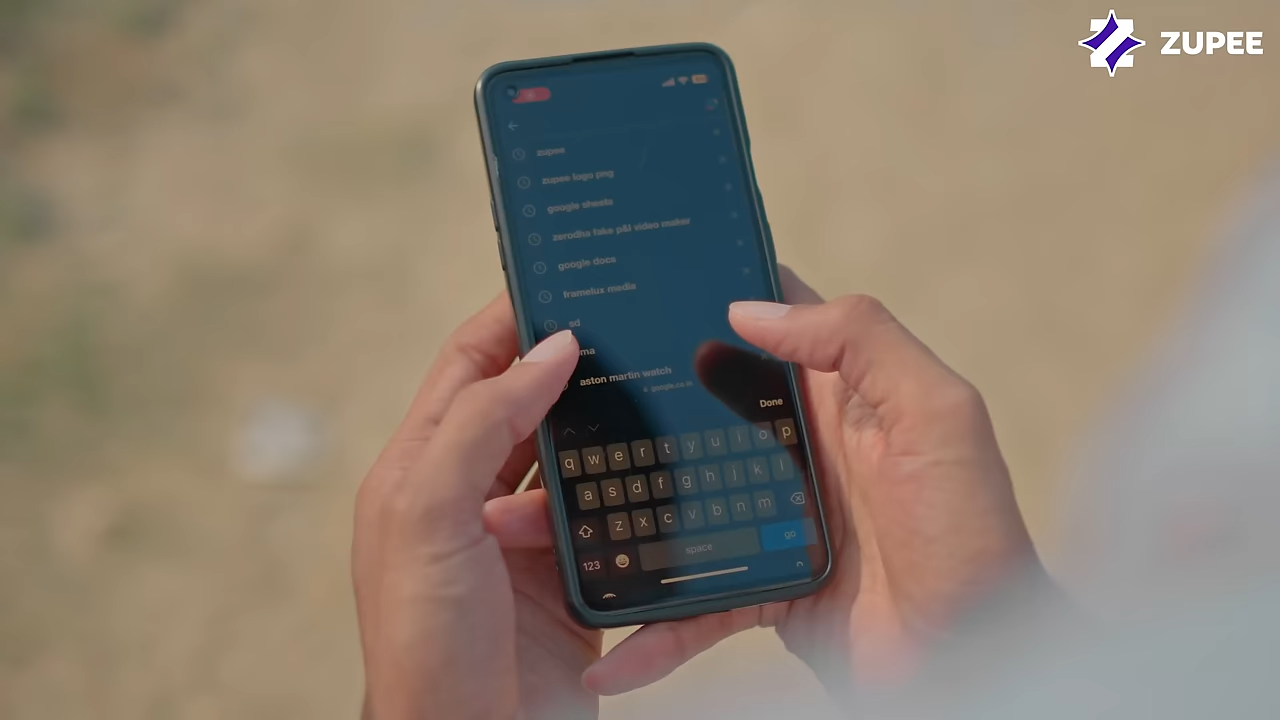 ZUPEE
zupee
zupee logo png
google sheets
zerodha fake p&l video maker
google docs
framelux media
sd
aston martin watch
google.co.in
Done
q w e r t y u i o p
a s d f g h j k l
z x c v b n m
123 space go